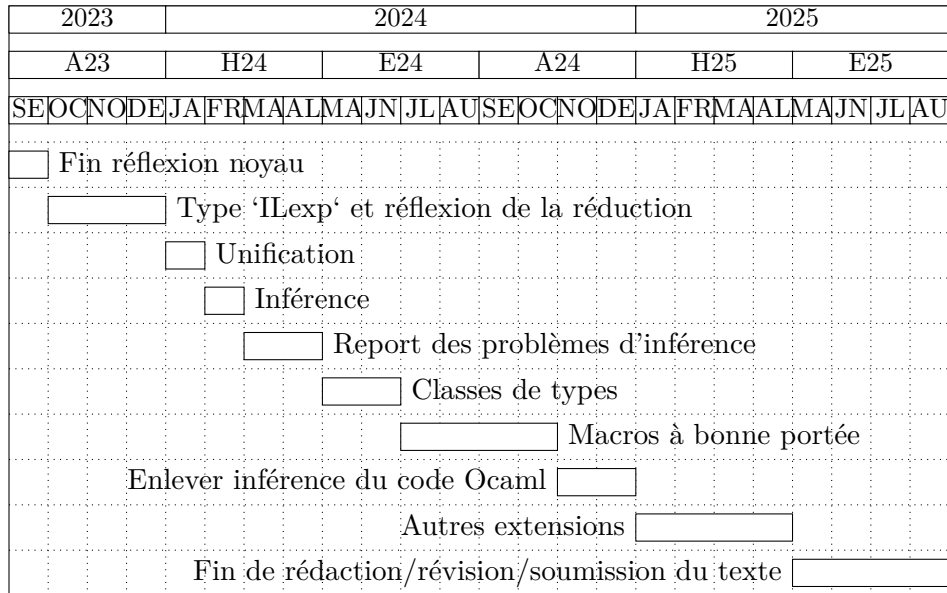 2023 2024 2025
A23 H24 E24 A24 H25 E25
SE OC NO DE JA FR MA AL MA JN JL AU SE OC NO DE JA FR MA AL MA JN JL AU
Fin réflexion noyau
Type ‘ILexp‘ et réflexion de la réduction
Unification
Inférence
Report des problèmes d’inférence
Classes de types
Macros à bonne portée
Enlever inférence du code Ocaml
Autres extensions
Fin de rédaction/révision/soumission du texte